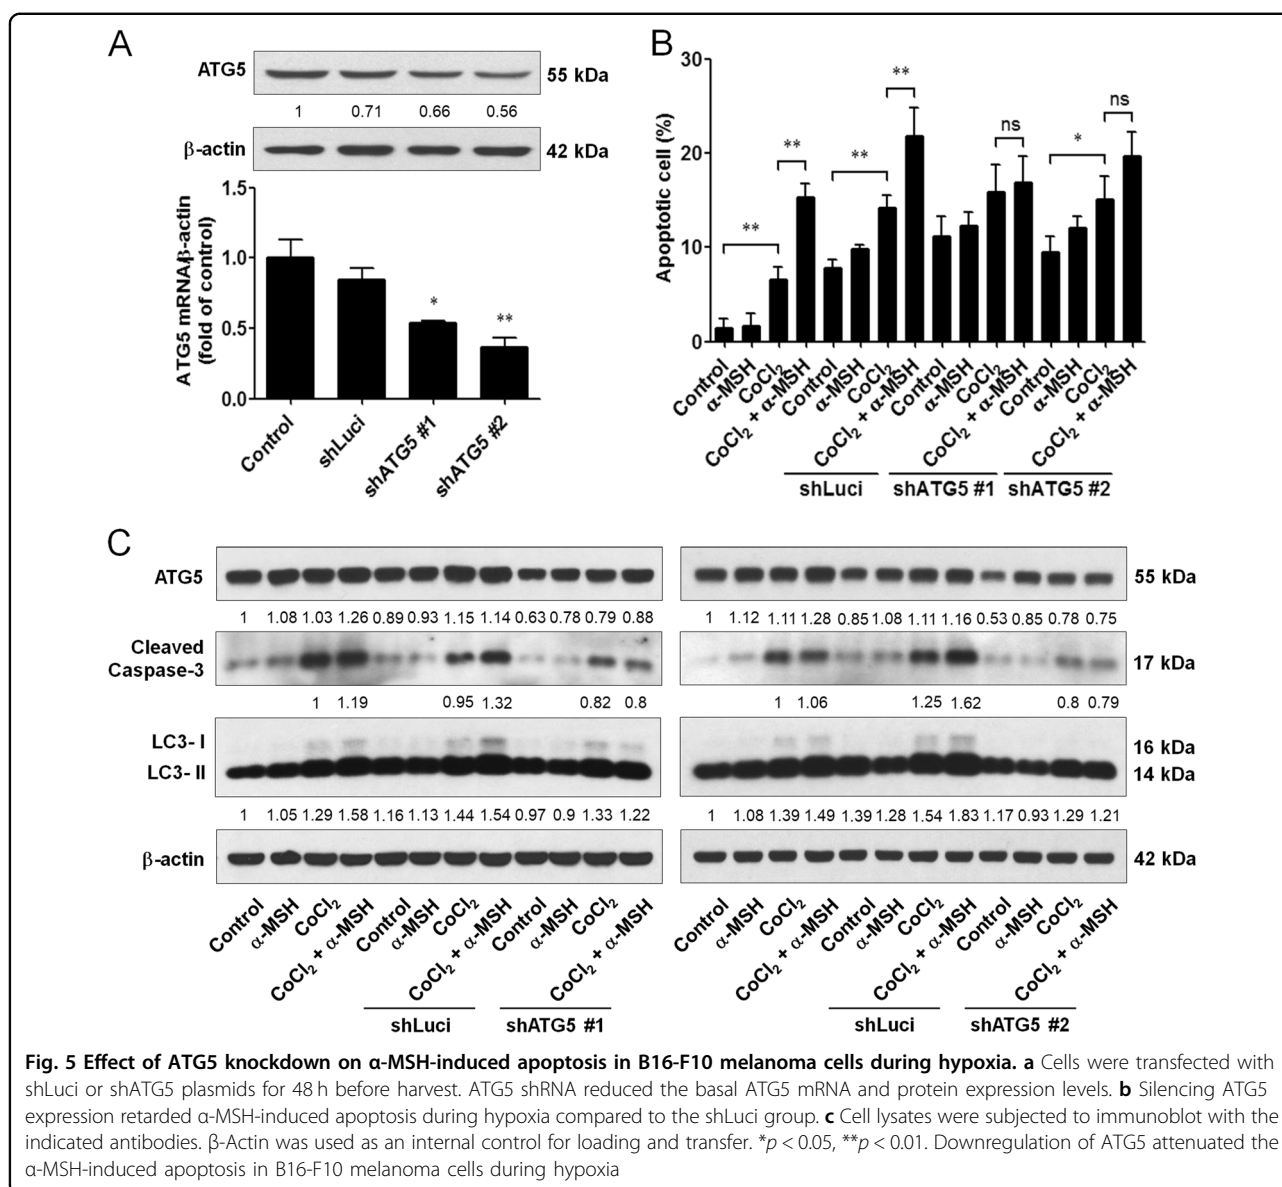 A
ATG5
55 kDa
1 0.71 0.66 0.56
β-actin
42 kDa
ATG5 mRNA/β-actin
(fold of control)
1.5
1.0
0.5
0.0
*
**
Control
shLuci
shATG5 #1
shATG5 #2
B
Apoptotic cell (%)
30
20
10
0
** ** ** ** ns * ns
Control
α-MSH
CoCl₂
CoCl₂ + α-MSH
Control
α-MSH
CoCl₂
CoCl₂ + α-MSH
Control
α-MSH
CoCl₂
CoCl₂ + α-MSH
Control
α-MSH
CoCl₂
CoCl₂ + α-MSH
shLuci shATG5 #1 shATG5 #2
C
ATG5
55 kDa
1 1.08 1.03 1.26 0.89 0.93 1.15 1.14 0.63 0.78 0.79 0.88
1 1.12 1.11 1.28 0.85 1.08 1.11 1.16 0.53 0.85 0.78 0.75
Cleaved
Caspase-3
17 kDa
1 1.19 0.95 1.32 0.82 0.8
1 1.06 1.25 1.62 0.8 0.79
LC3- I
16 kDa
LC3- II
14 kDa
1 1.05 1.29 1.58 1.16 1.13 1.44 1.54 0.97 0.9 1.33 1.22
1 1.08 1.39 1.49 1.39 1.28 1.54 1.83 1.17 0.93 1.29 1.21
β-actin
42 kDa
Control
α-MSH
CoCl₂
CoCl₂ + α-MSH
Control
α-MSH
CoCl₂
CoCl₂ + α-MSH
Control
α-MSH
CoCl₂
CoCl₂ + α-MSH
shLuci shATG5 #1
Control
α-MSH
CoCl₂
CoCl₂ + α-MSH
Control
α-MSH
CoCl₂
CoCl₂ + α-MSH
Control
α-MSH
CoCl₂
CoCl₂ + α-MSH
shLuci shATG5 #2
Fig. 5 Effect of ATG5 knockdown on α-MSH-induced apoptosis in B16-F10 melanoma cells during hypoxia. a Cells were transfected with
shLuci or shATG5 plasmids for 48 h before harvest. ATG5 shRNA reduced the basal ATG5 mRNA and protein expression levels. b Silencing ATG5
expression retarded α-MSH-induced apoptosis during hypoxia compared to the shLuci group. c Cell lysates were subjected to immunoblot with the
indicated antibodies. β-Actin was used as an internal control for loading and transfer. *p < 0.05, **p < 0.01. Downregulation of ATG5 attenuated the
α-MSH-induced apoptosis in B16-F10 melanoma cells during hypoxia